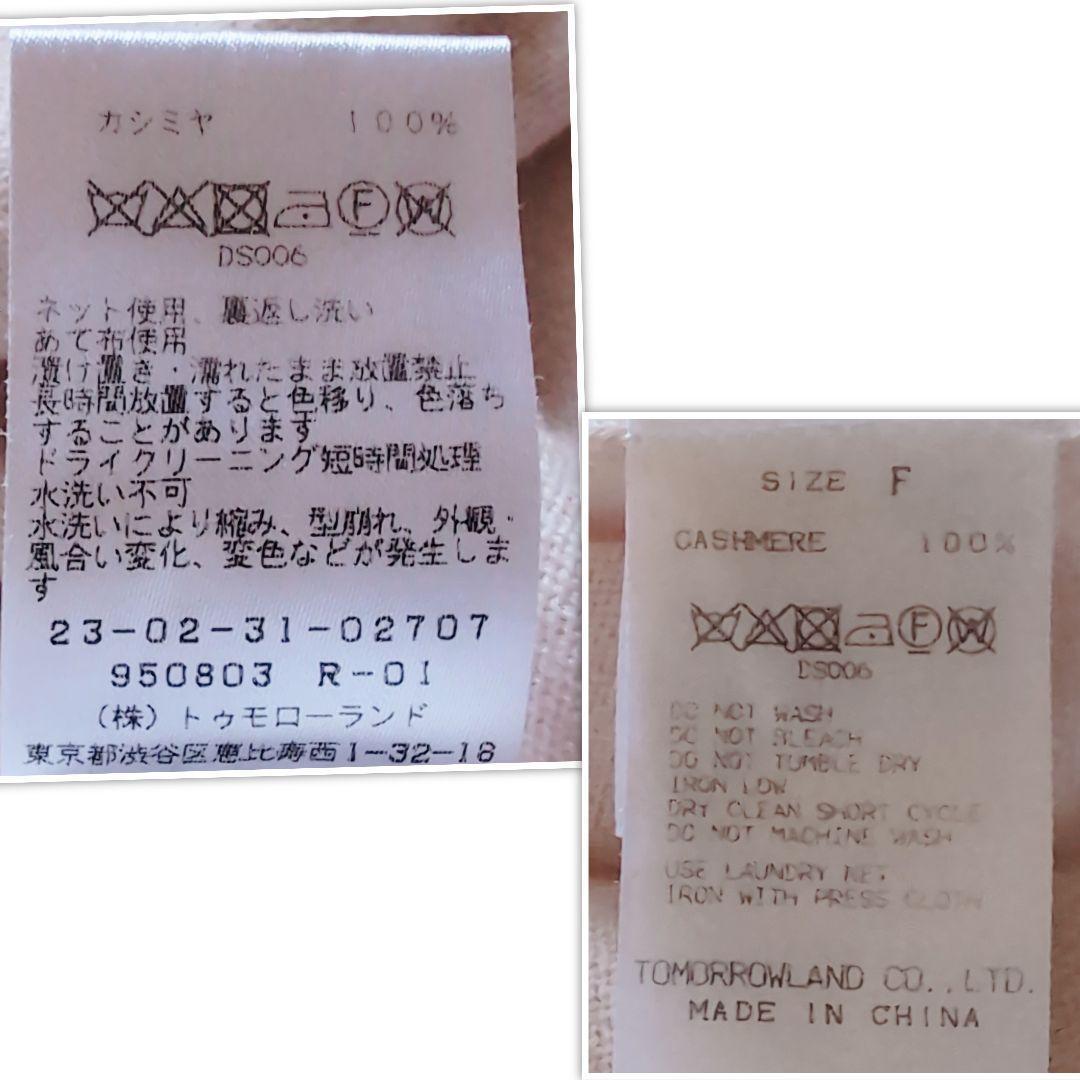 カシミヤ 100%
F W
DS006
ネット使用、裏返し洗い
あて布使用
漬け置き・濡れたまま放置禁止
長時間放置すると色移り、色落ち
することがあります
ドライクリーニング短時間処理
水洗い不可
水洗いにより縮み、型崩れ、外観・
風合い変化、変色などが発生しま
す
23-02-31-02707
950803 R-01
(株)トゥモローランド
東京都渋谷区恵比寿西1-32-18
SIZE F
CASHMERE 100%
F W
DS006
DO NOT WASH
DO NOT BLEACH
DO NOT TUMBLE DRY
IRON LOW
DRY CLEAN SHORT CYCLE
DO NOT MACHINE WASH
USE LAUNDRY NET
IRON WITH PRESS CLOTH
TOMORROWLAND CO.,LTD.
MADE IN CHINA